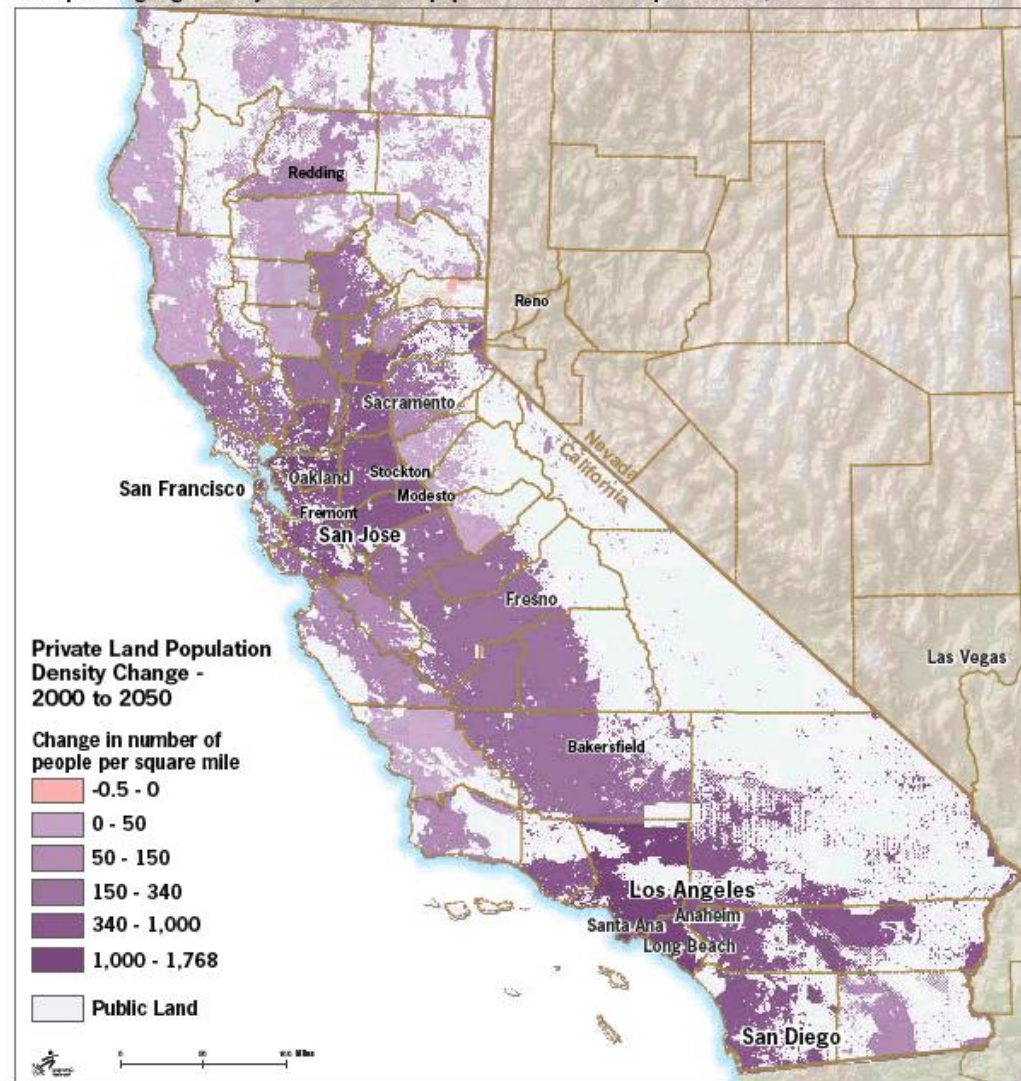 Redding
Reno
Sacramento
Nevada
California
Oakland
Stockton
San Francisco
Modesto
Fremont
San Jose
Fresno
Las Vegas
Bakersfield
Los Angeles
Anaheim
Santa Ana
Long Beach
San Diego
Private Land Population
Density Change -
2000 to 2050
Change in number of
people per square mile
-0.5 - 0
0 - 50
50 - 150
150 - 340
340 - 1,000
1,000 - 1,768
Public Land
0
100 Miles